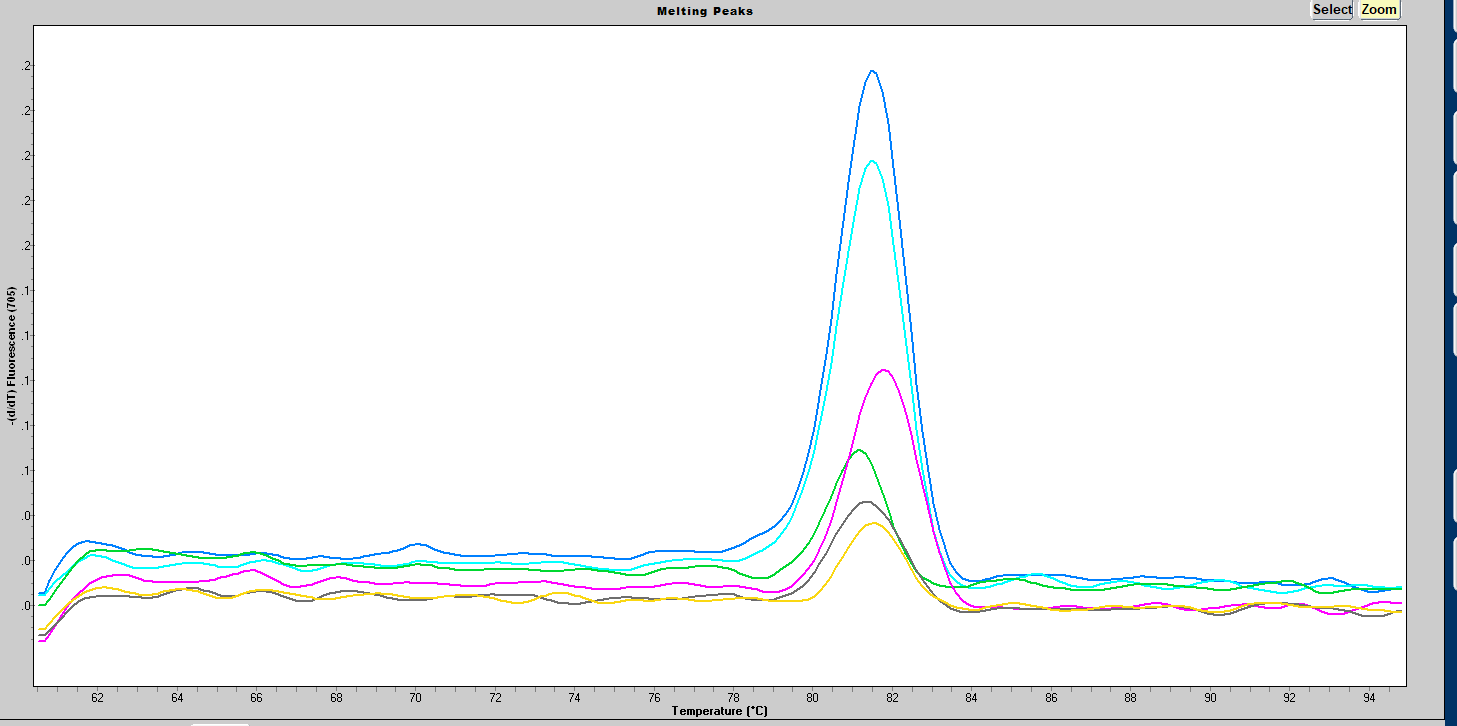 Melting Peaks
Select Zoom
.2
.2
.2
.2
.2
.1
.1
.1
.1
.1
.0
.0
.0
-(d/dT) Fluorescence (705)
62 64 66 68 70 72 74 76 78 80 82 84 86 88 90 92 94
Temperature (°C)